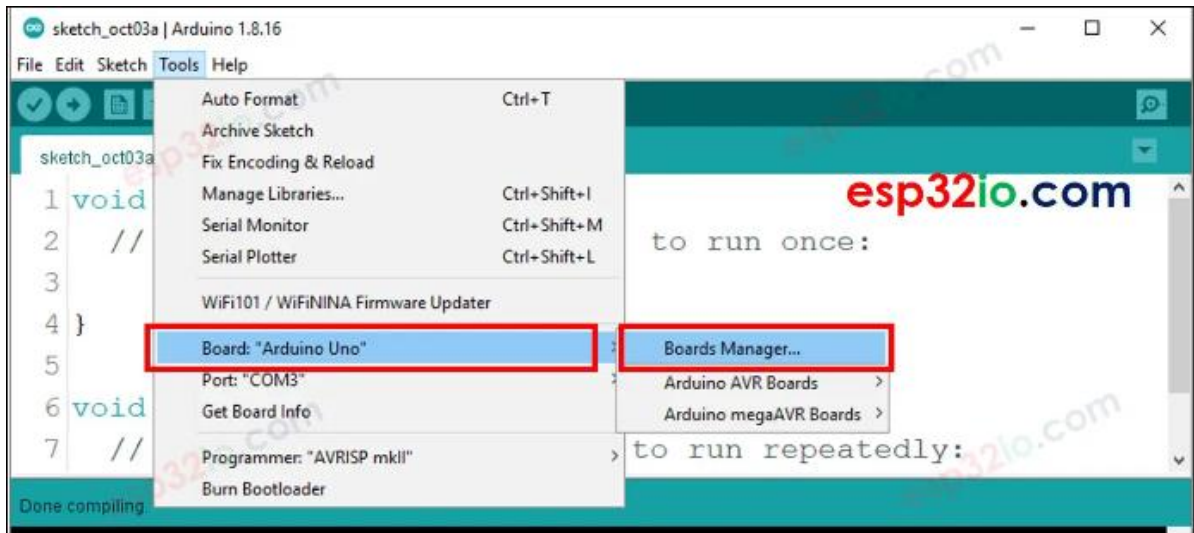 sketch_oct03a | Arduino 1.8.16
File Edit Sketch Tools Help
Auto Format Ctrl+T
Archive Sketch
sketch_oct03a
Fix Encoding & Reload
Manage Libraries... Ctrl+Shift+I
Serial Monitor Ctrl+Shift+M
Serial Plotter Ctrl+Shift+L
WiFi101 / WiFiNINA Firmware Updater
Board: "Arduino Uno"
Boards Manager...
Port: "COM3"
Arduino AVR Boards
Get Board Info
Arduino megaAVR Boards
Programmer: "AVRISP mkII"
Burn Bootloader
esp32io.com
1 void
2 // to run once:
3
4 }
5
6 void
7 // to run repeatedly:
Done compiling.
esp32io.com